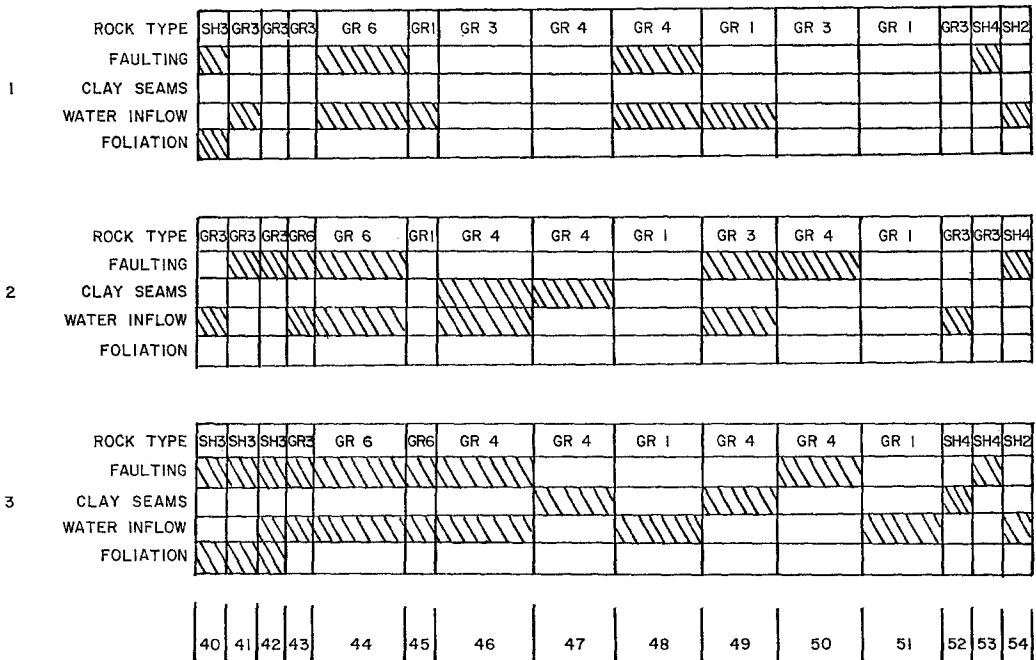 ROCK TYPE SH3 GR3 GR3 GR3 GR 6 GR1 GR 3 GR 4 GR 4 GR 1 GR 3 GR 1 GR3 SH4 SH2
FAULTING
1 CLAY SEAMS
WATER INFLOW
FOLIATION
ROCK TYPE GR3 GR3 GR3 GR6 GR 6 GR1 GR 4 GR 4 GR 1 GR 3 GR 4 GR 1 GR3 GR3 SH4
FAULTING
2 CLAY SEAMS
WATER INFLOW
FOLIATION
ROCK TYPE SH3 SH3 SH3 GR3 GR 6 GR6 GR 4 GR 4 GR 1 GR 4 GR 4 GR 1 SH4 SH4 SH2
FAULTING
3 CLAY SEAMS
WATER INFLOW
FOLIATION
40 41 42 43 44 45 46 47 48 49 50 51 52 53 54